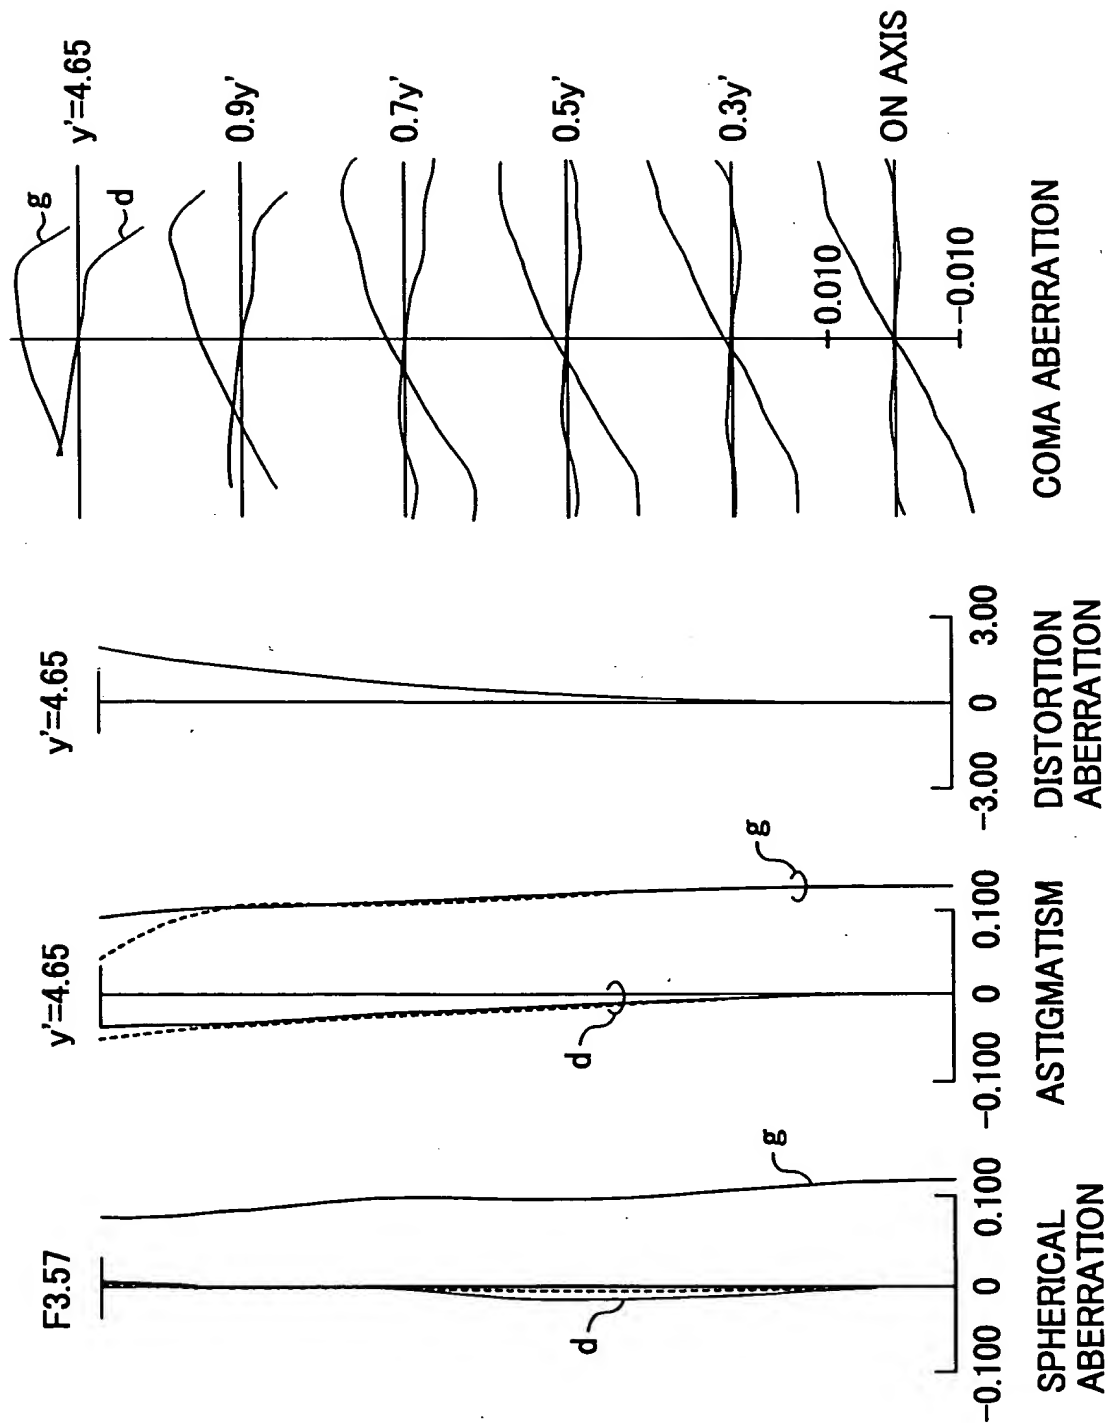 F3.57
g
d
-0.100
0
0.100
SPHERICAL
ABERRATION
y'=4.65
g
d
-0.100
0
0.100
ASTIGMATISM
y'=4.65
-3.00
0
3.00
DISTORTION
ABERRATION
g
d
y'=4.65
0.9y'
0.7y'
0.5y'
0.3y'
0.010
ON AXIS
-0.010
COMA ABERRATION